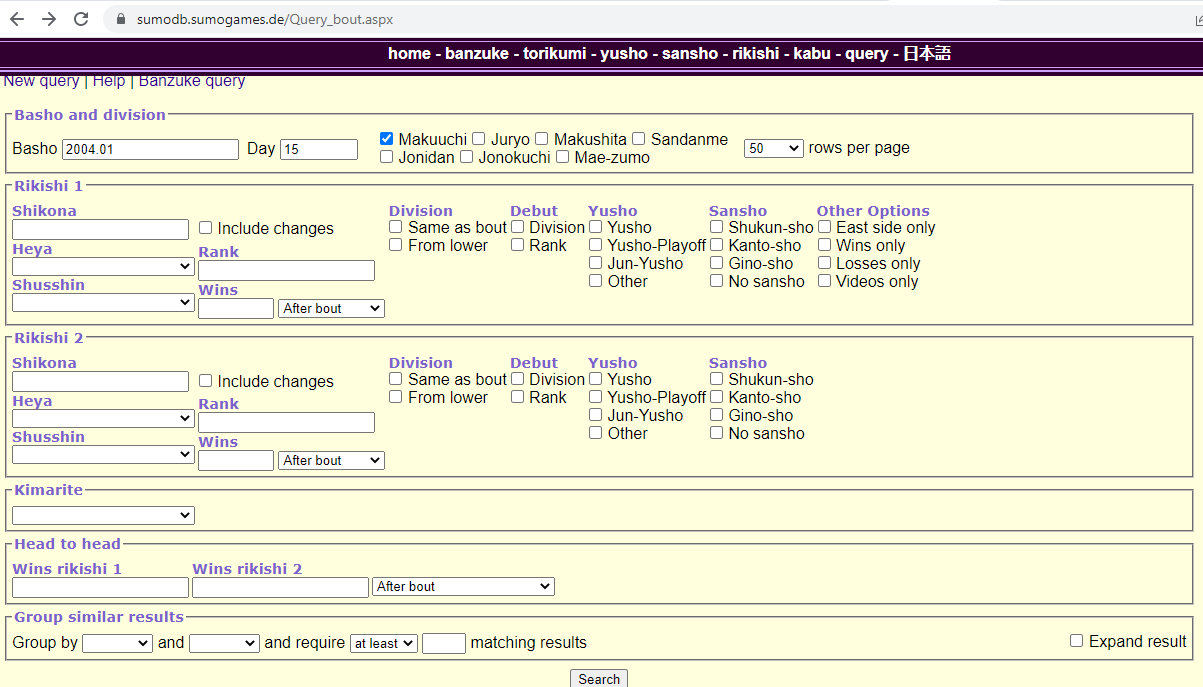 sumodb.sumogames.de/Query_bout.aspx
home - banzuke - torikumi - yusho - sansho - rikishi - kabu - query - 日本語
New query | Help | Banzuke query
Basho and division
Basho 2004.01 Day 15 Makuuchi Juryo Makushita Sandanme 50 rows per page
Jonidan Jonokuchi Mae-zumo
Rikishi 1
Shikona Division Debut Yusho Sansho Other Options
Include changes Same as bout Division Yusho Shukun-sho East side only
Heya Rank From lower Rank Yusho-Playoff Kanto-sho Wins only
Jun-Yusho Gino-sho Losses only
Shusshin Wins Other No sansho Videos only
After bout
Rikishi 2
Shikona Division Debut Yusho Sansho
Include changes Same as bout Division Yusho Shukun-sho
Heya Rank From lower Rank Yusho-Playoff Kanto-sho
Jun-Yusho Gino-sho
Shusshin Wins Other No sansho
After bout
Kimarite
Head to head
Wins rikishi 1 Wins rikishi 2
After bout
Group similar results
Group by and and require at least matching results Expand result
Search